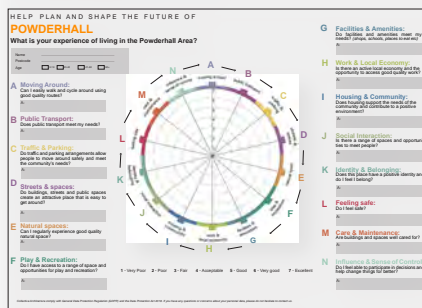 HELP PLAN AND SHAPE THE FUTURE OF
POWDERHALL
What is your experience of living in the Powderhall Area?
Name
Postcode
Age:
A Moving Around:
Can I easily walk and cycle around using
good quality routes?
A:
B Public Transport:
Does public transport meet my needs?
A:
C Traffic & Parking:
Do traffic and parking arrangements allow
people to move around safely and meet
the community's needs?
A:
D Streets & spaces:
Do buildings, streets and public spaces
create an attractive place that is easy to
get around?
A:
E Natural spaces:
Can I regularly experience good quality
natural space?
A:
F Play & Recreation:
Do I have access to a range of space and
opportunities for play and recreation?
A:
A
B
C
D
E
F
G
H
I
J
K
L
M
N
1 - Very Poor 2 - Poor 3 - Fair 4 - Acceptable 5 - Good 6 - Very good 7 - Excellent
G Facilities & Amenities:
Do facilities and amenities meet my
needs? (shops, schools, places to eat etc)
A:
H Work & Local Economy:
Is there an active local economy and the
opportunity to access good quality work?
A:
I Housing & Community:
Does housing support the needs of the
community and contribute to a positive
environment?
A:
J Social Interaction:
Is there a range of spaces and opportuni-
ties to meet people?
A:
K Identity & Belonging:
Does this place have a positive identity and
do I feel I belong?
A:
L Feeling safe:
Do I feel safe?
A:
M Care & Maintenance:
Are buildings and spaces well cared for?
A:
N Influence & Sense of Control:
Do I feel able to participate in decisions and
help change things for better?
A: